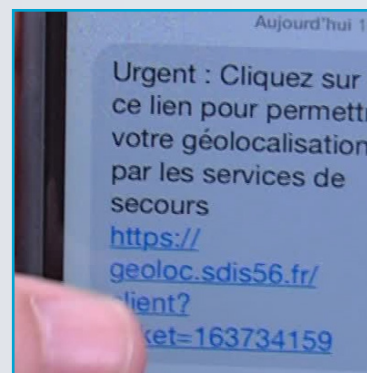 Aujourd'hui 1
Urgent : Cliquez sur
ce lien pour permettr
votre géolocalisation
par les services de
secours
https://
geoloc.sdis56.fr/
client?
ket=163734159